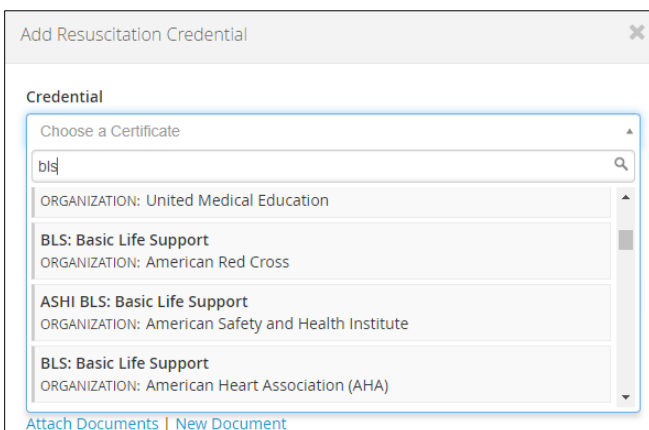 Add Resuscitation Credential
Credential
Choose a Certificate
bls
ORGANIZATION: United Medical Education
BLS: Basic Life Support
ORGANIZATION: American Red Cross
ASHI BLS: Basic Life Support
ORGANIZATION: American Safety and Health Institute
BLS: Basic Life Support
ORGANIZATION: American Heart Association (AHA)
Attach Documents | New Document